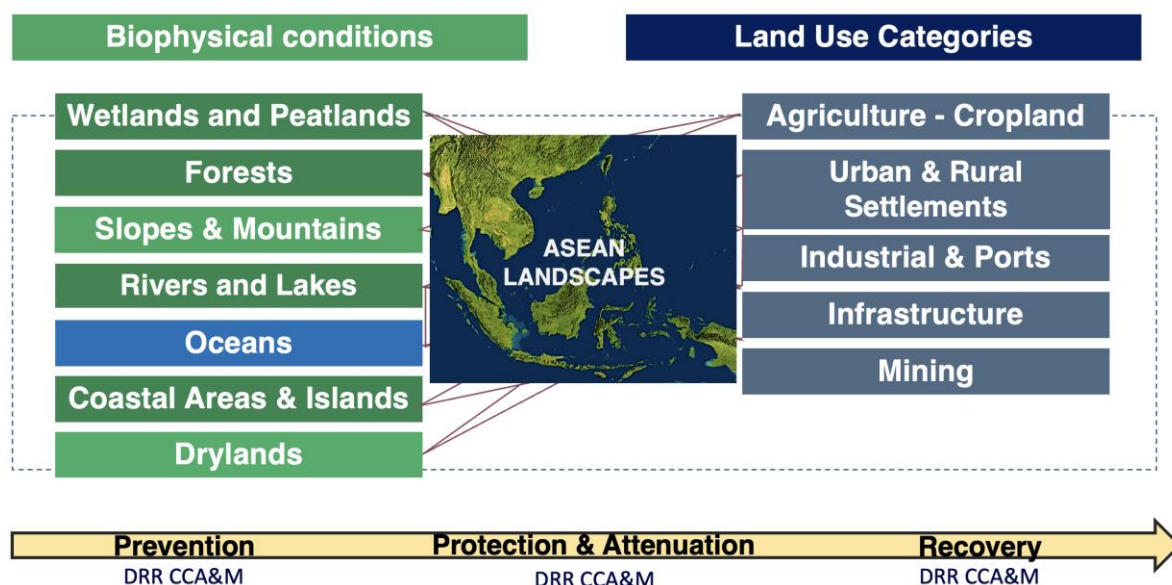 Biophysical conditions
Land Use Categories
Wetlands and Peatlands
Forests
Slopes & Mountains
Rivers and Lakes
Oceans
Coastal Areas & Islands
Drylands
ASEAN
LANDSCAPES
Agriculture - Cropland
Urban & Rural
Settlements
Industrial & Ports
Infrastructure
Mining
Prevention
Protection & Attenuation
Recovery
DRR CCA&M
DRR CCA&M
DRR CCA&M